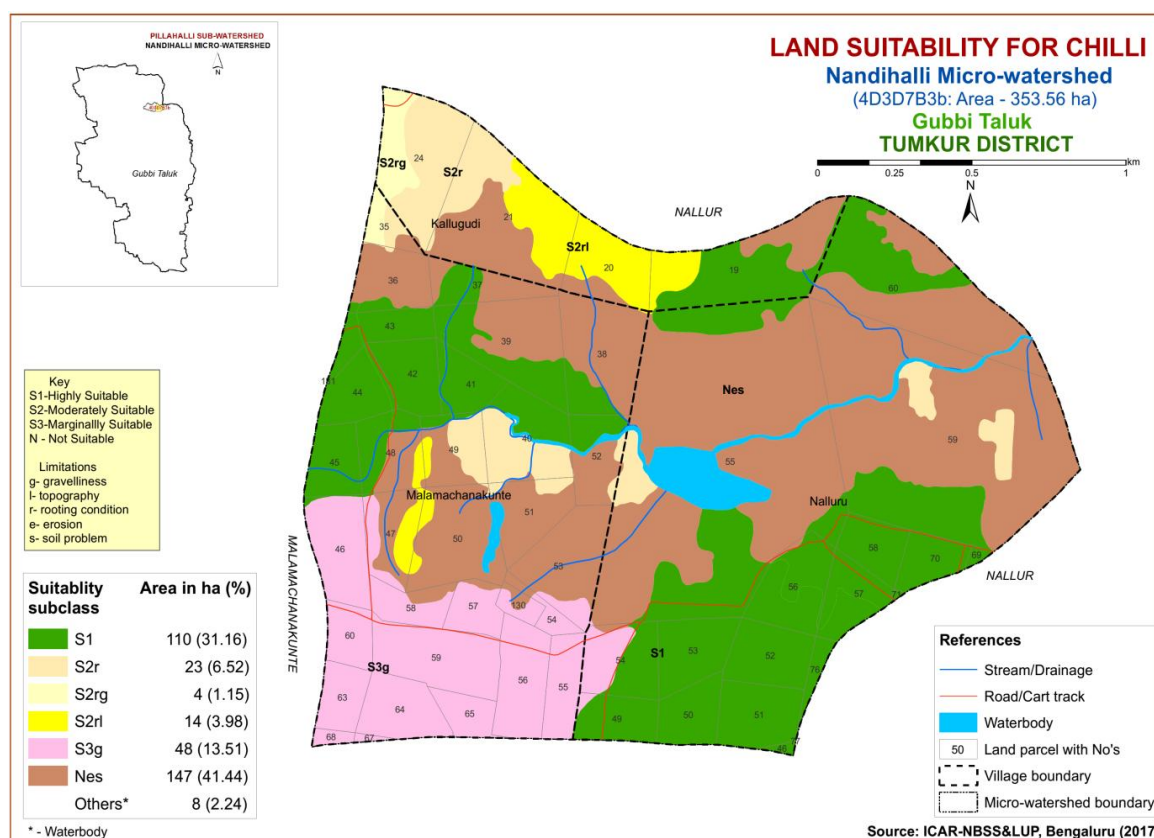 PILLAHALLI SUB-WATERSHED
NANDIHALLI MICRO-WATERSHED
N
Gubbi Taluk
LAND SUITABILITY FOR CHILLI
Nandihalli Micro-watershed
(4D3D7B3b: Area - 353.56 ha)
Gubbi Taluk
TUMKUR DISTRICT
km
0 0.25 0.5 1
N
S2rg
24
S2r
35
Kallugudi
21
S2rl
20
NALLUR
19
60
36
37
43
39
38
42
41
44
Nes
45
48
49
46
52
55
59
Malamachanakunte
Nalluru
51
50
47
53
46
58
57
130
54
58
70
69
NALLUR
56
57
71
MALAMACHANAKUNTE
60
59
S3g
56
55
54
S1
53
52
76
63
64
65
49
50
51
68
67
48
77
Key
S1-Highly Suitable
S2-Moderately Suitable
S3-Marginallly Suitable
N - Not Suitable
Limitations
g- gravelliness
l- topography
r- rooting condition
e- erosion
s- soil problem
Suitablity subclass
Area in ha (%)
S1 110 (31.16)
S2r 23 (6.52)
S2rg 4 (1.15)
S2rl 14 (3.98)
S3g 48 (13.51)
Nes 147 (41.44)
Others* 8 (2.24)
* - Waterbody
References
Stream/Drainage
Road/Cart track
Waterbody
50 Land parcel with No's
Village boundary
Micro-watershed boundary
Source: ICAR-NBSS&LUP, Bengaluru (2017